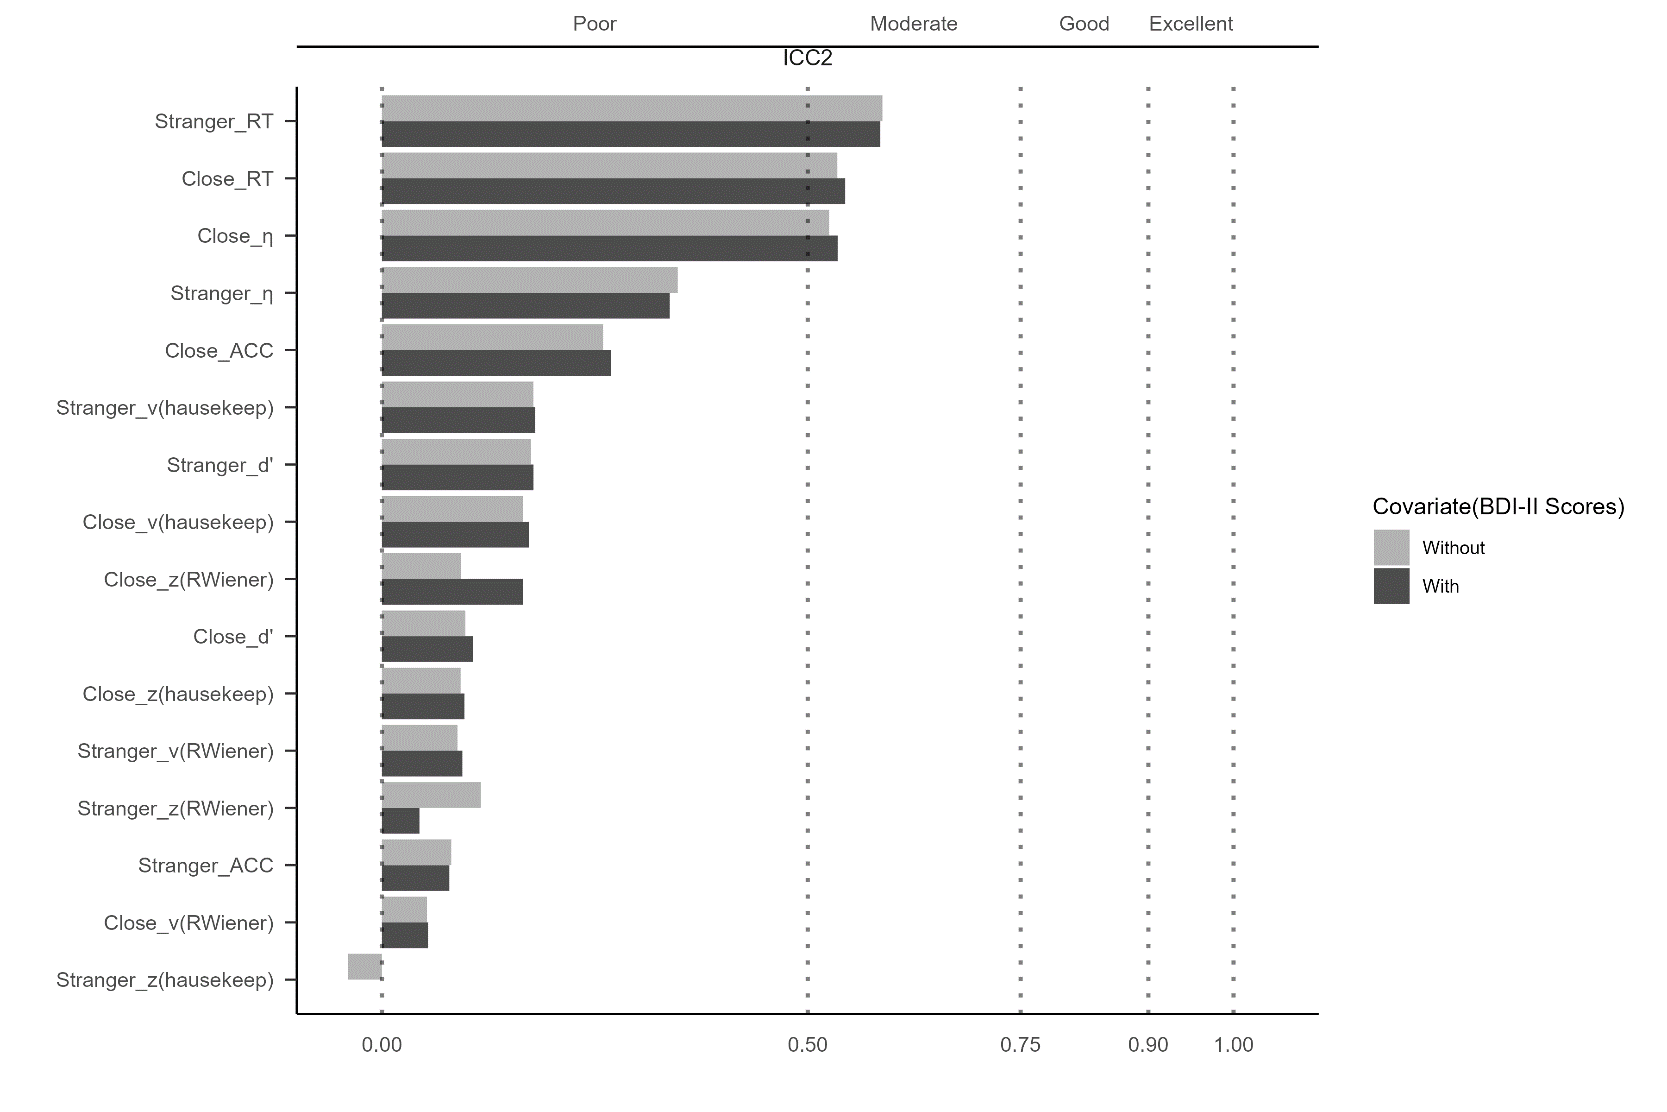 Poor Moderate Good Excellent
ICC2
Stranger_RT
Close_RT
Close_η
Stranger_η
Close_ACC
Stranger_v(hausekeep)
Stranger_d'
Close_v(hausekeep)
Close_z(RWiener)
Close_d'
Close_z(hausekeep)
Stranger_v(RWiener)
Stranger_z(RWiener)
Stranger_ACC
Close_v(RWiener)
Stranger_z(hausekeep)
0.00 0.50 0.75 0.90 1.00
Covariate(BDI-II Scores)
Without
With